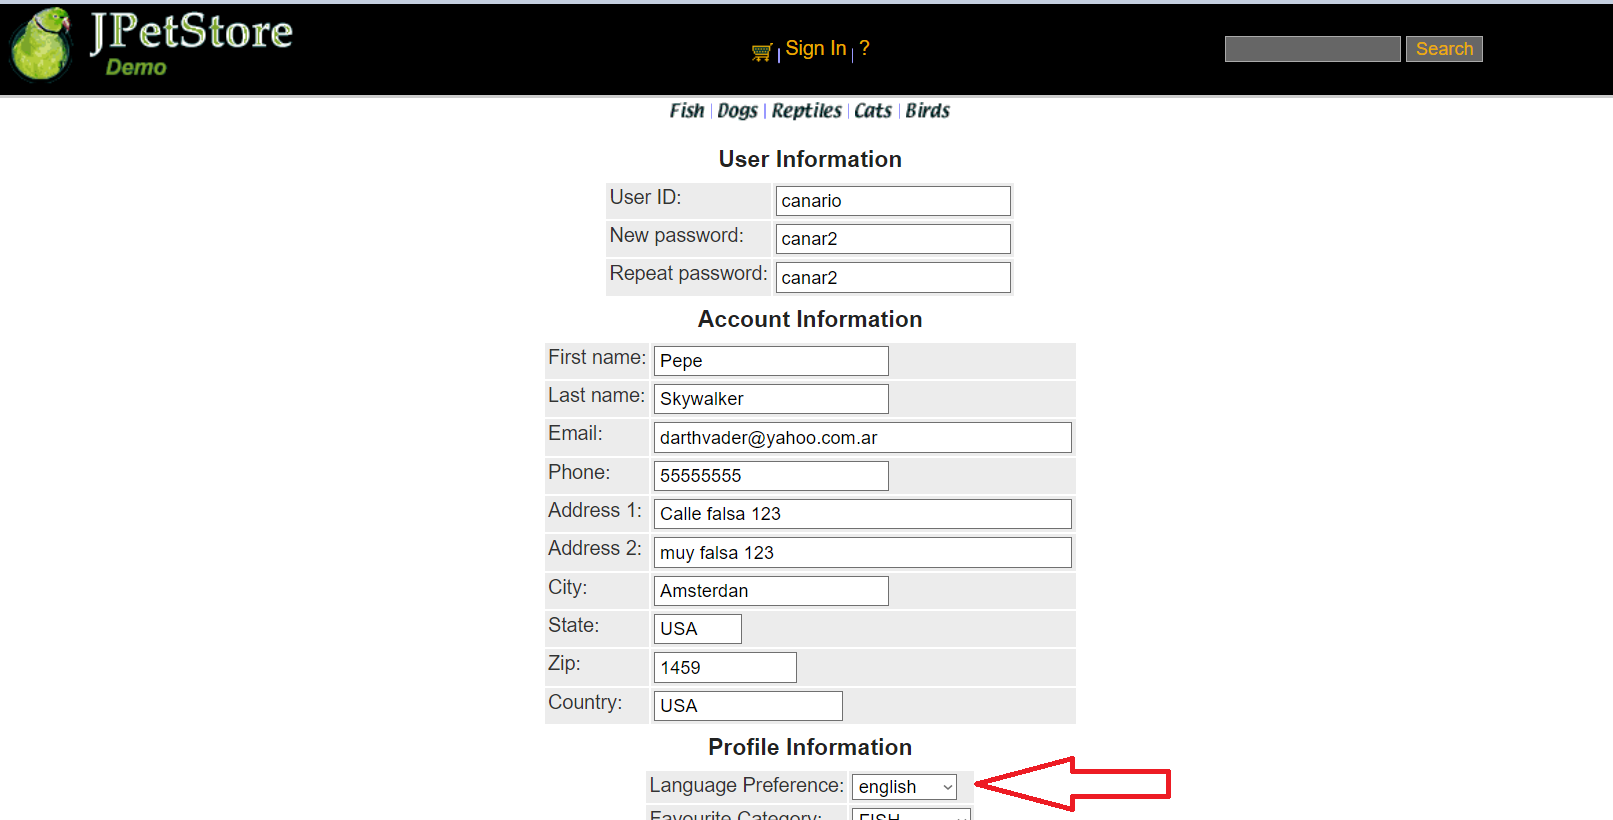 JPetStore
Demo
Sign In | ?
Search
Fish | Dogs | Reptiles | Cats | Birds
User Information
User ID: canario
New password: canar2
Repeat password: canar2
Account Information
First name: Pepe
Last name: Skywalker
Email: darthvader@yahoo.com.ar
Phone: 55555555
Address 1: Calle falsa 123
Address 2: muy falsa 123
City: Amsterdan
State: USA
Zip: 1459
Country: USA
Profile Information
Language Preference: english
Favourite Category: FISH